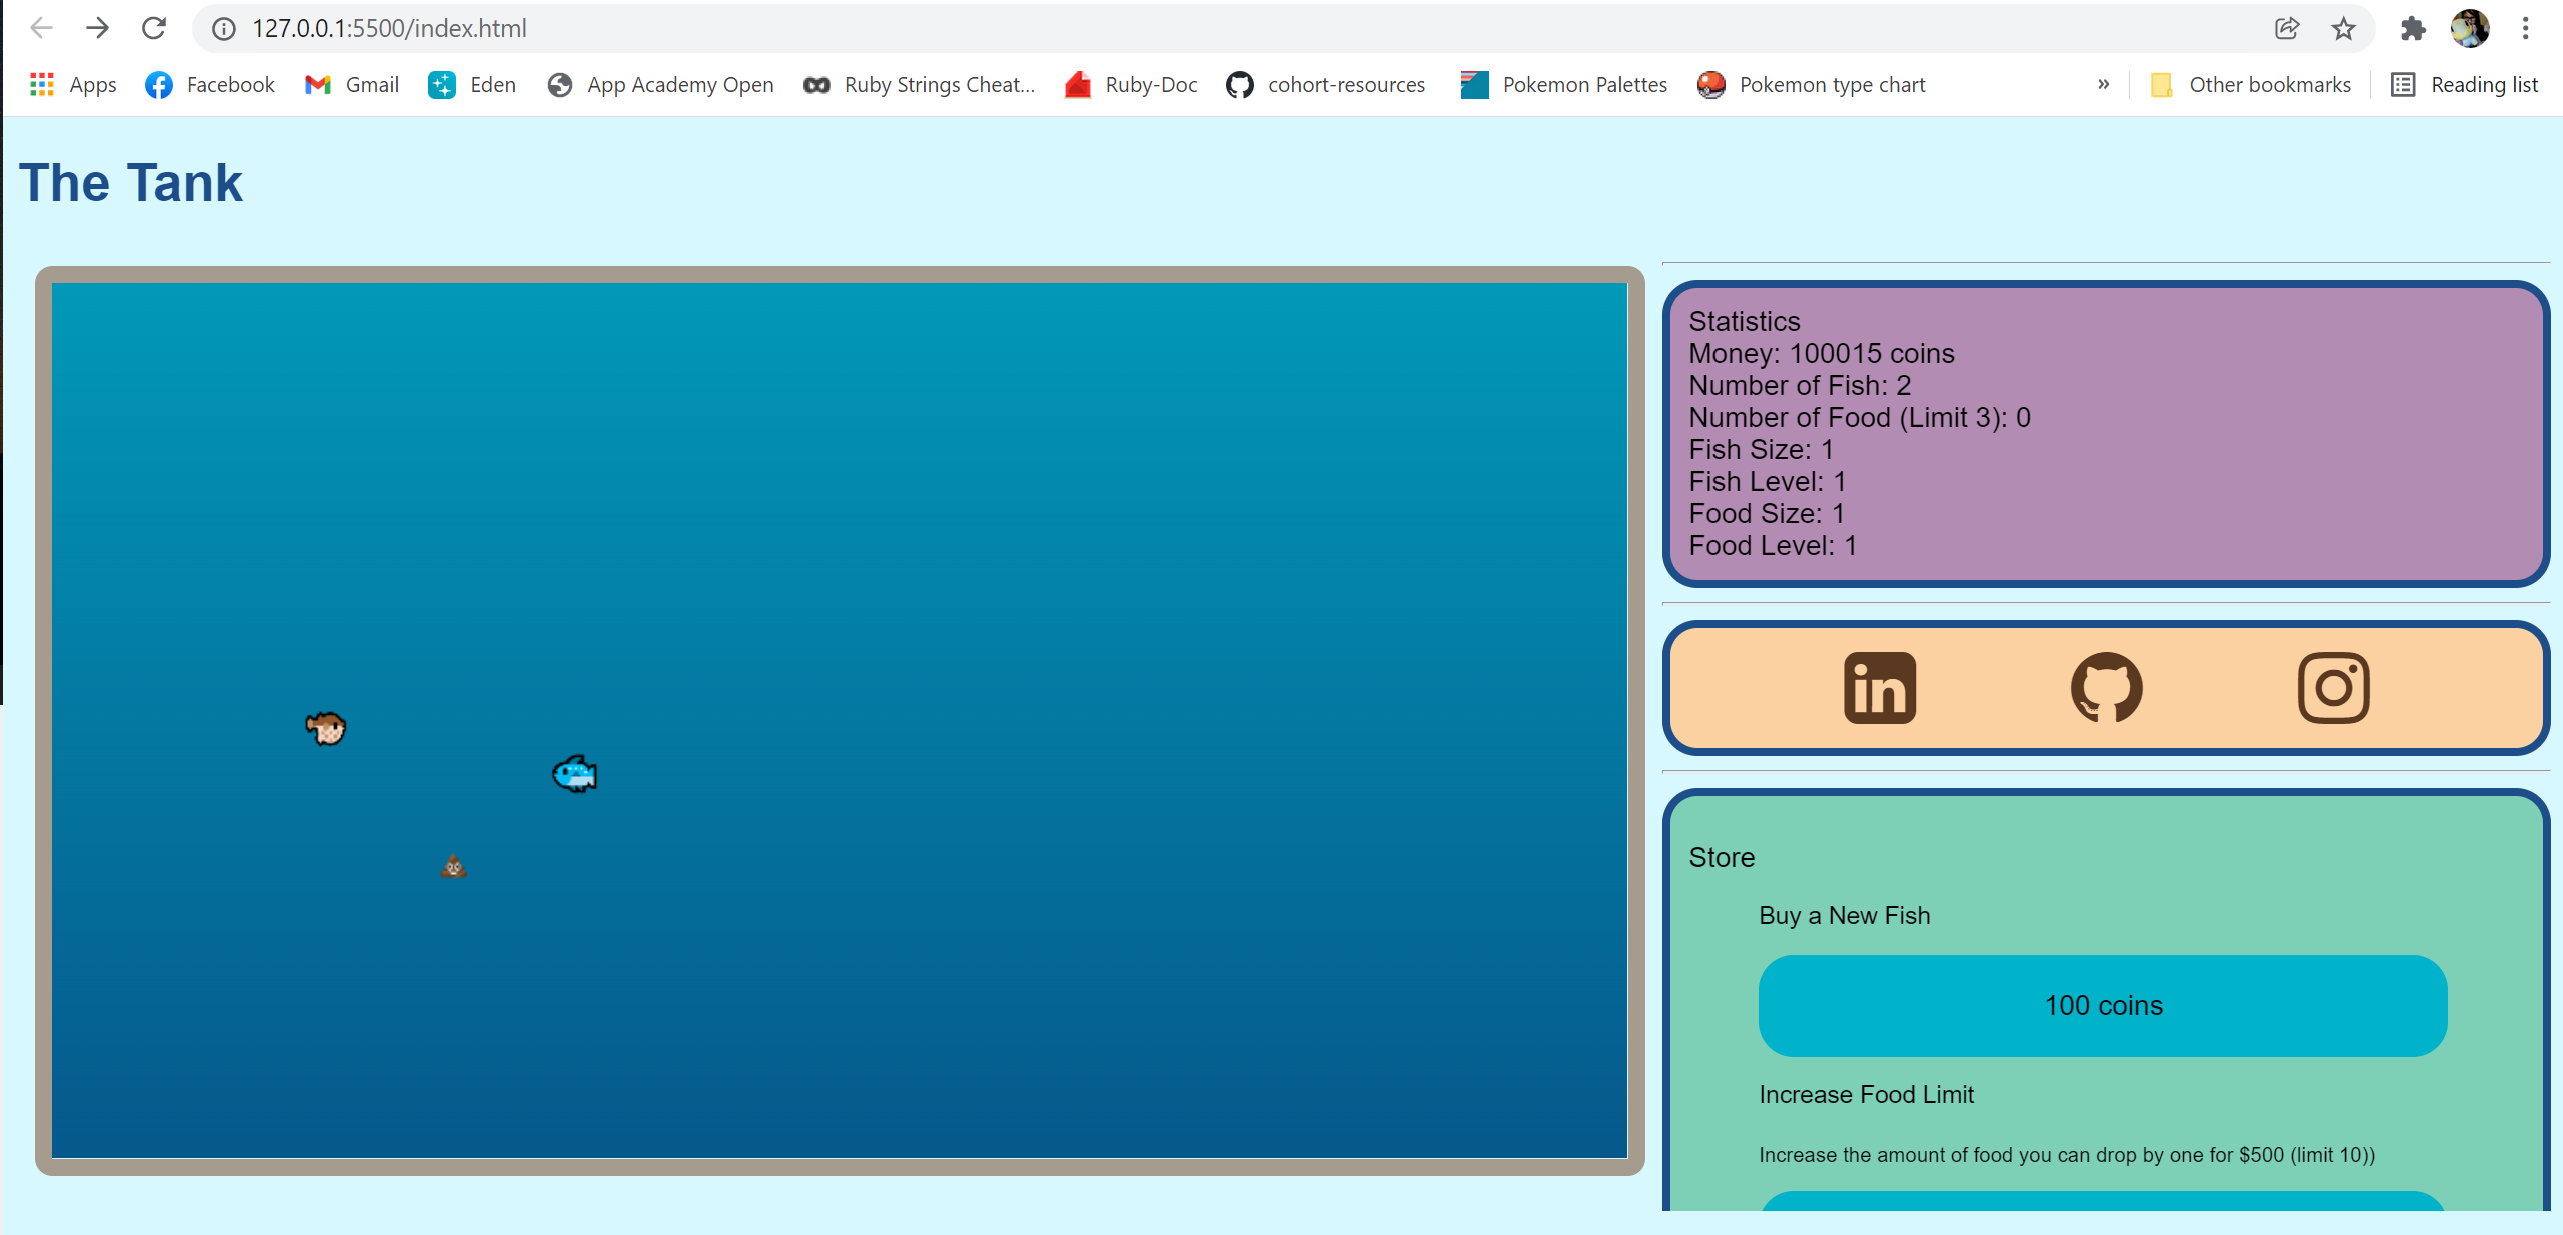 127.0.0.1:5500/index.html
Apps Facebook Gmail Eden App Academy Open Ruby Strings Cheat... Ruby-Doc cohort-resources Pokemon Palettes Pokemon type chart » Other bookmarks Reading list
The Tank
Statistics
Money: 100015 coins
Number of Fish: 2
Number of Food (Limit 3): 0
Fish Size: 1
Fish Level: 1
Food Size: 1
Food Level: 1
in
Store
Buy a New Fish
100 coins
Increase Food Limit
Increase the amount of food you can drop by one for $500 (limit 10))